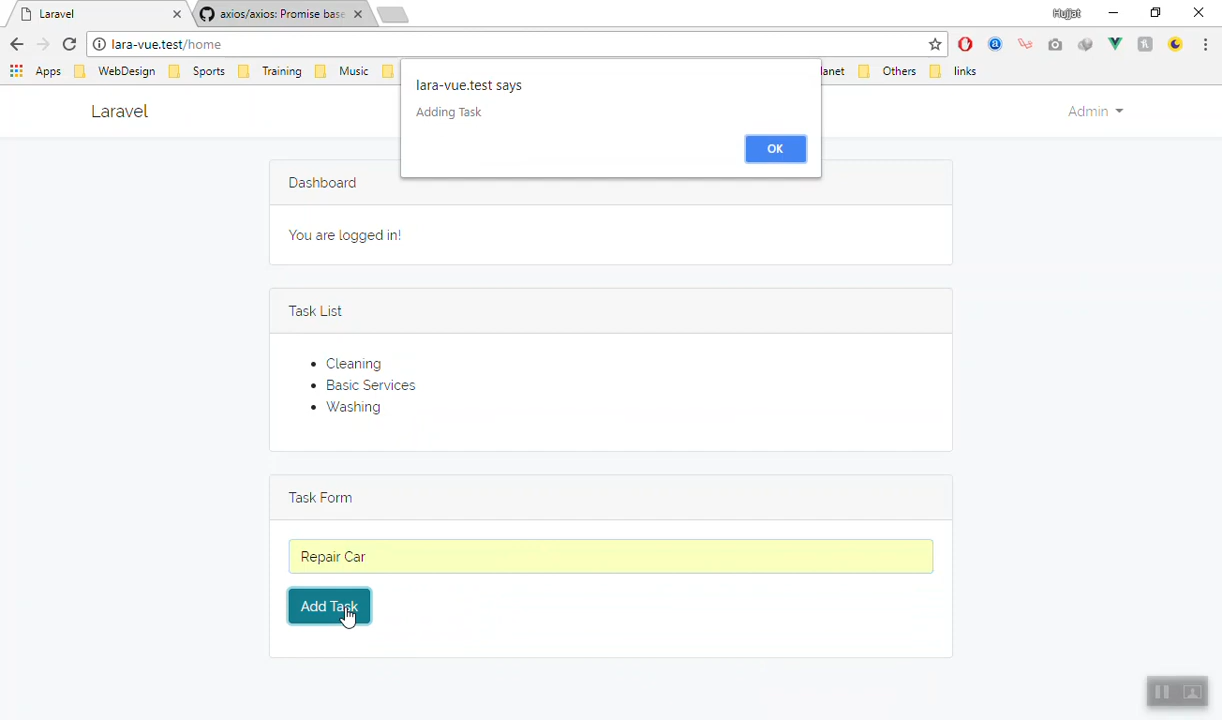 Laravel
axios/axios: Promise base
Hujjat
lara-vue.test/home
Apps
WebDesign
Sports
Training
Music
lanet
Others
links
lara-vue.test says
Adding Task
OK
Laravel
Admin
Dashboard
You are logged in!
Task List
Cleaning
Basic Services
Washing
Task Form
Repair Car
Add Task